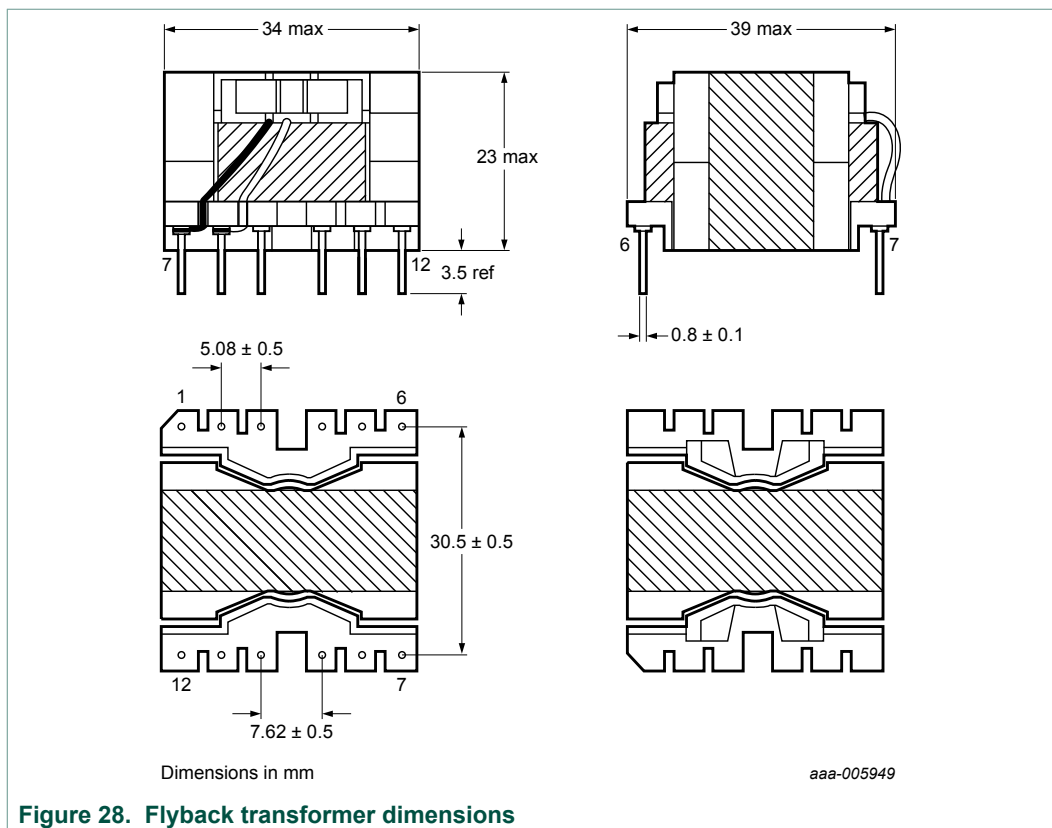 34 max
39 max
23 max
7
12
3.5 ref
6
7
0.8 ± 0.1
5.08 ± 0.5
1
6
30.5 ± 0.5
12
7
7.62 ± 0.5
Dimensions in mm
aaa-005949
Figure 28. Flyback transformer dimensions